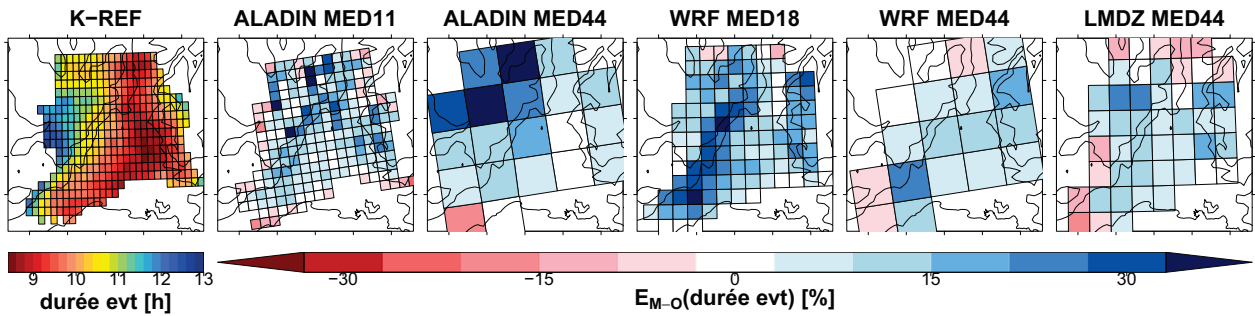 K-REF ALADIN MED11 ALADIN MED44 WRF MED18 WRF MED44 LMDZ MED44
9 10 11 12 13 −30 −15 0 15 30
durée evt [h] E_M−O(durée evt) [%]